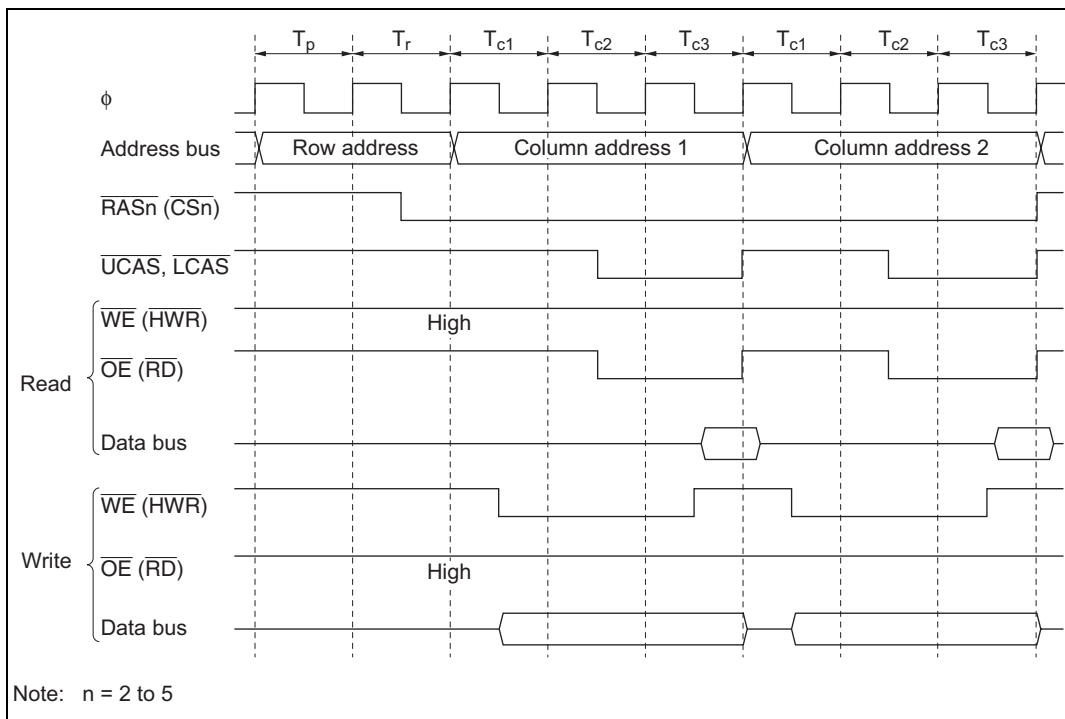 Tp Tr Tc1 Tc2 Tc3 Tc1 Tc2 Tc3
ϕ
Address bus Row address Column address 1 Column address 2
RASn (CSn)
UCAS, LCAS
Read
WE (HWR) High
OE (RD)
Data bus
Write
WE (HWR)
OE (RD) High
Data bus
Note: n = 2 to 5